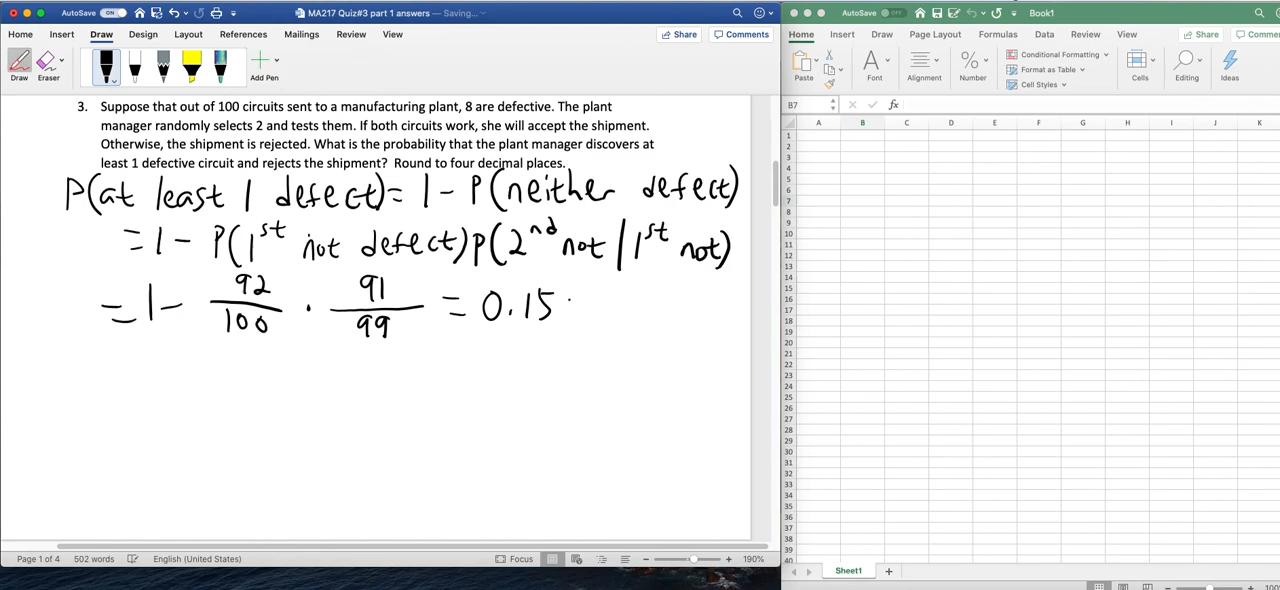 AutoSave ON
MA217 Quiz#3 part 1 answers — Saving...
Home Insert Draw Design Layout References Mailings Review View
Share Comments
Draw Eraser Add Pen
3. Suppose that out of 100 circuits sent to a manufacturing plant, 8 are defective. The plant
manager randomly selects 2 and tests them. If both circuits work, she will accept the shipment.
Otherwise, the shipment is rejected. What is the probability that the plant manager discovers at
least 1 defective circuit and rejects the shipment? Round to four decimal places.
P(at least 1 defect) = 1 - P(neither defect)
= 1 - P(1st not defect)P(2nd not | 1st not)
= 1 - 92/100 · 91/99 = 0.15
Page 1 of 4 502 words English (United States) Focus 190%
AutoSave OFF Book1
Home Insert Draw Page Layout Formulas Data Review View
Share Comme
Paste Font Alignment Number Conditional Formatting Format as Table Cell Styles Cells Editing Ideas
B7 fx
A B C D E F G H I J K
1
2
3
4
5
6
7
8
9
10
11
12
13
14
15
16
17
18
19
20
21
22
23
24
25
26
27
28
29
30
31
32
33
34
35
36
37
38
39
40
Sheet1
100